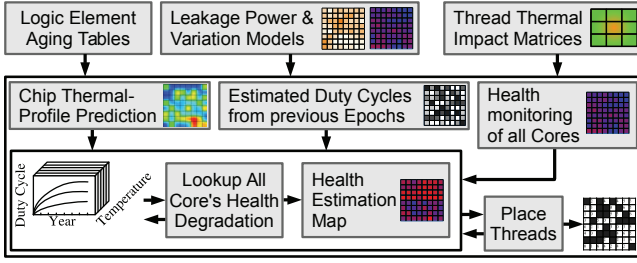 Logic Element
Aging Tables
Leakage Power &
Variation Models
Thread Thermal
Impact Matrices
Chip Thermal-
Profile Prediction
Estimated Duty Cycles
from previous Epochs
Health
monitoring
of all Cores
Duty Cycle
Year
Temperature
Lookup All
Core's Health
Degradation
Health
Estimation
Map
Place
Threads